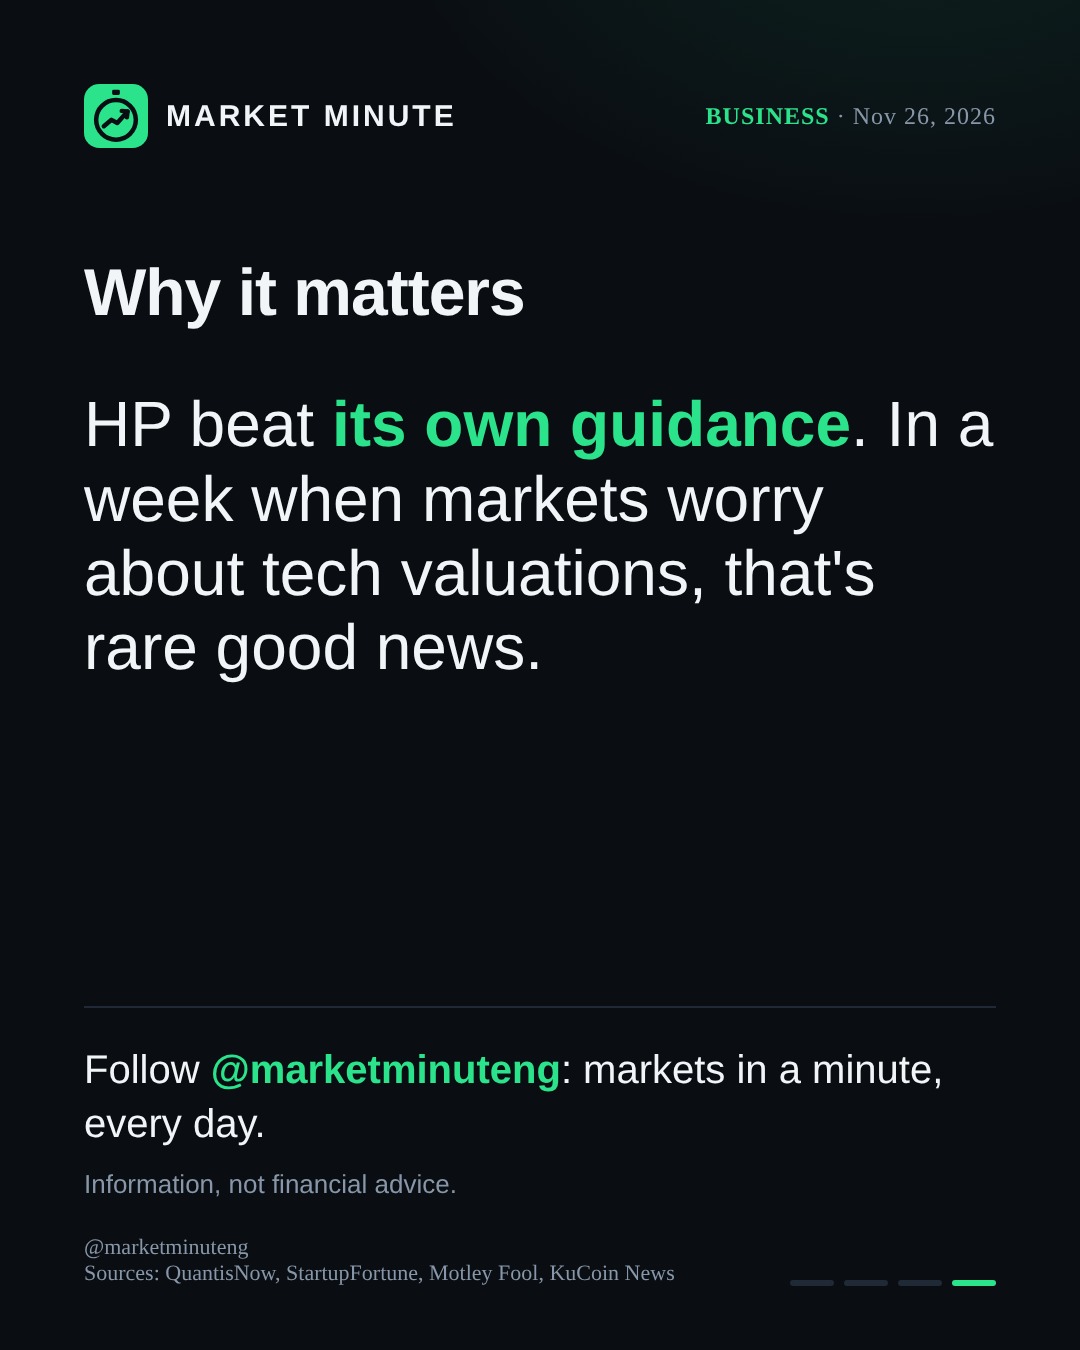 MARKET MINUTE
BUSINESS · Nov 26, 2026
Why it matters
HP beat its own guidance. In a
week when markets worry
about tech valuations, that's
rare good news.
Follow @marketminuteng: markets in a minute,
every day.
Information, not financial advice.
@marketminuteng
Sources: QuantisNow, StartupFortune, Motley Fool, KuCoin News